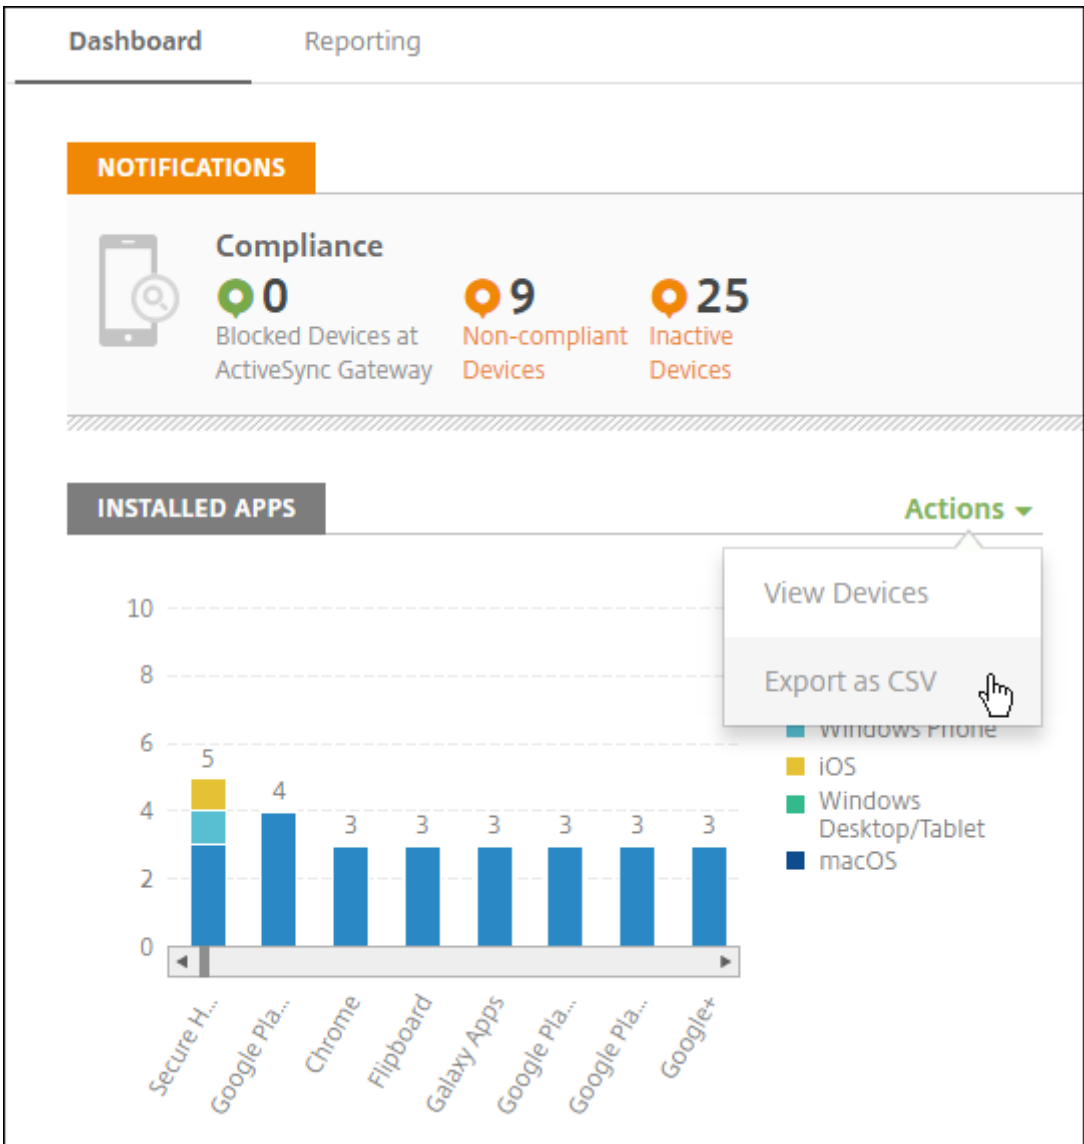 Dashboard Reporting
NOTIFICATIONS
Compliance
0 9 25
Blocked Devices at Non-compliant Inactive
ActiveSync Gateway Devices Devices
INSTALLED APPS Actions
View Devices
Export as CSV
10
8
6
4
2
0
5
4
3
3
3
3
3
3
Windows Phone
iOS
Windows
Desktop/Tablet
macOS
Secure H...
Google Pla...
Chrome
Flipboard
Galaxy Apps
Google Pla...
Google Pla...
Google+